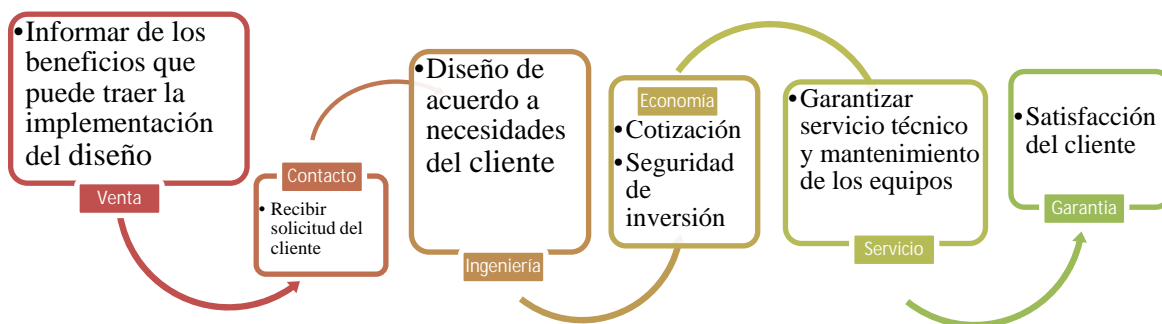 •Informar de los
beneficios que
puede traer la
implementación
del diseño
Venta
Contacto
• Recibir
solicitud del
cliente
•Diseño de
acuerdo a
necesidades
del cliente
Ingeniería
Economía
•Cotización
•Seguridad
de
inversión
•Garantizar
servicio técnico
y mantenimiento
de los equipos
Servicio
•Satisfacción
del cliente
Garantia